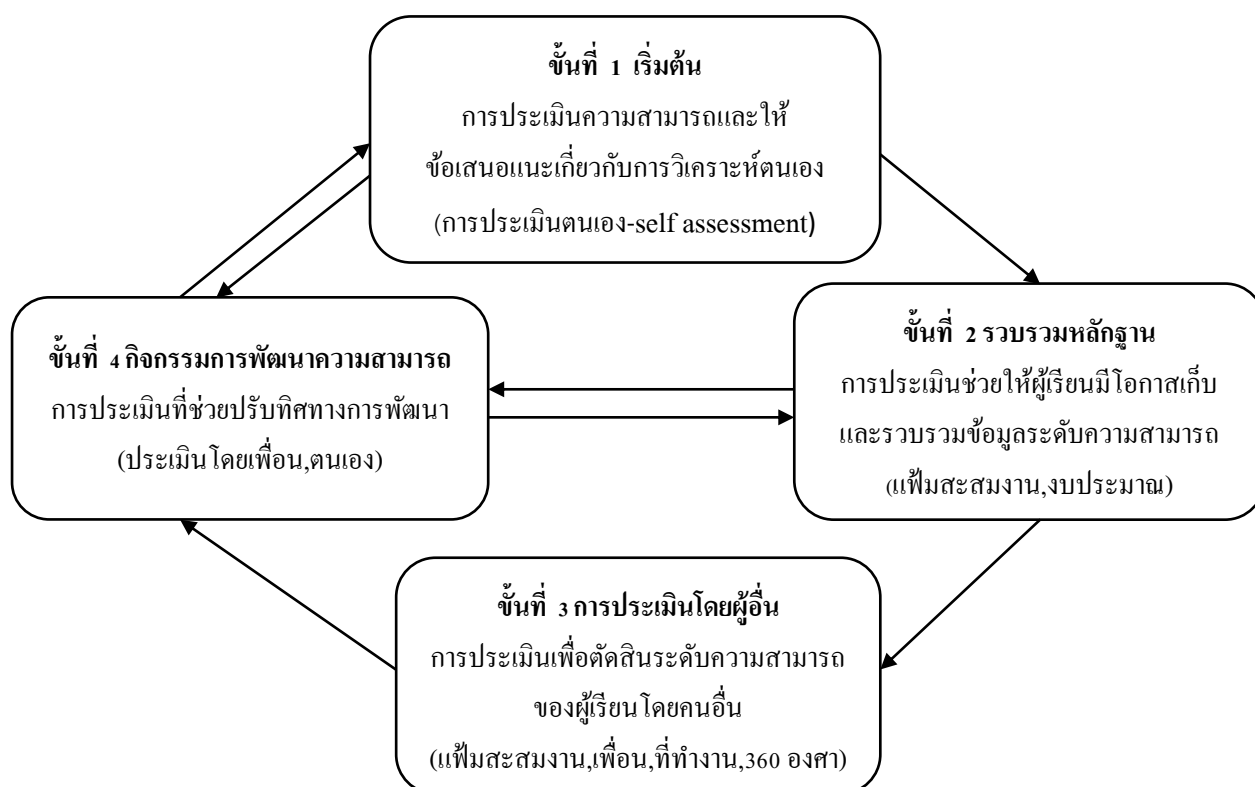 ขั้นที่ 1 เริ่มต้น
การประเมินความสามารถและให้
ข้อเสนอแนะเกี่ยวกับการวิเคราะห์ตนเอง
(การประเมินตนเอง-self assessment)
ขั้นที่ 2 รวบรวมหลักฐาน
การประเมินช่วยให้ผู้เรียนมีโอกาสเก็บ
และรวบรวมข้อมูลระดับความสามารถ
(แฟ้มสะสมงาน,งบประมาณ)
ขั้นที่ 3 การประเมินโดยผู้อื่น
การประเมินเพื่อตัดสินระดับความสามารถ
ของผู้เรียนโดยคนอื่น
(แฟ้มสะสมงาน,เพื่อน,ที่ทำงาน,360 องศา)
ขั้นที่ 4 กิจกรรมการพัฒนาความสามารถ
การประเมินที่ช่วยปรับทิศทางการพัฒนา
(ประเมินโดยเพื่อน,ตนเอง)